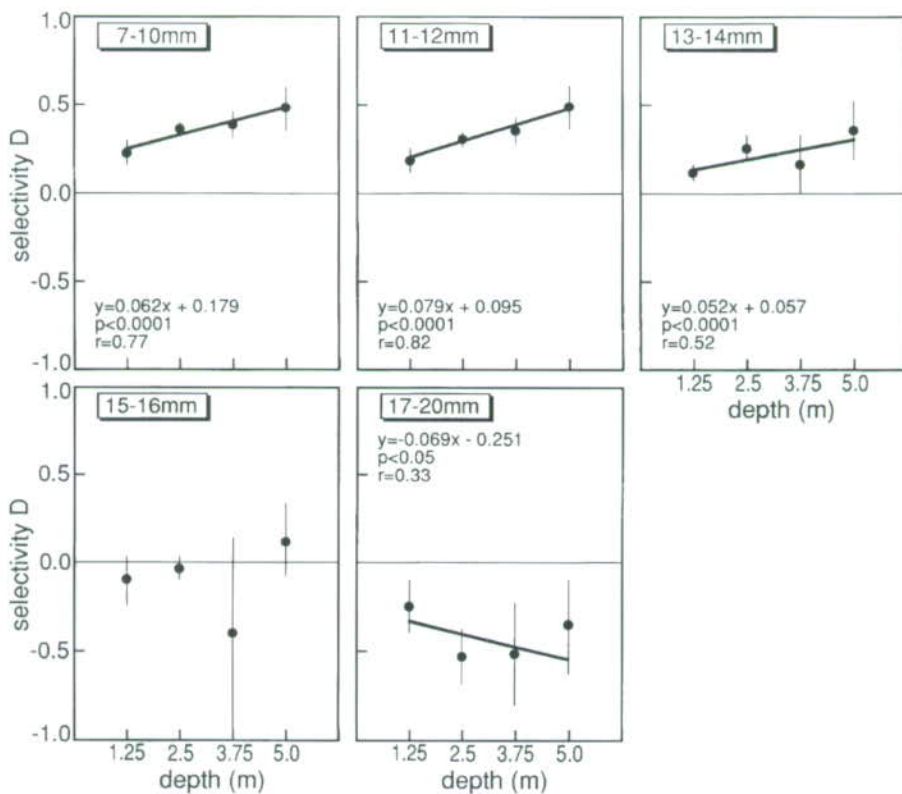 1.0
7-10mm
0.5
0.0
-0.5
-1.0
selectivity D
y=0.062x + 0.179
p<0.0001
r=0.77
11-12mm
y=0.079x + 0.095
p<0.0001
r=0.82
13-14mm
y=0.052x + 0.057
p<0.0001
r=0.52
1.25 2.5 3.75 5.0
depth (m)
1.0
15-16mm
0.5
0.0
-0.5
-1.0
selectivity D
1.25 2.5 3.75 5.0
depth (m)
17-20mm
y=-0.069x - 0.251
p<0.05
r=0.33
1.25 2.5 3.75 5.0
depth (m)